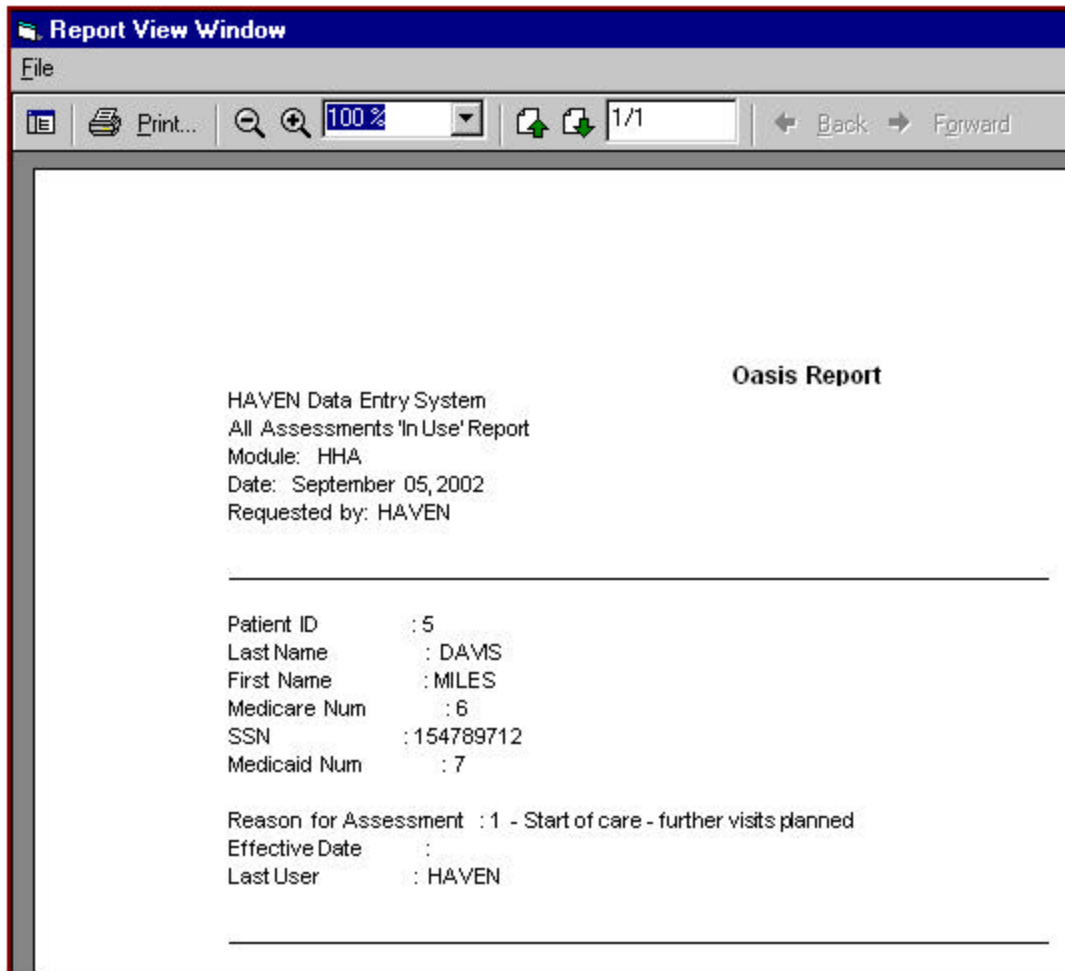 Report View Window
File
Print... 100 % 1/1 Back Forward
Oasis Report
HAVEN Data Entry System
All Assessments 'In Use' Report
Module: HHA
Date: September 05, 2002
Requested by: HAVEN
Patient ID : 5
Last Name : DAVIS
First Name : MILES
Medicare Num : 6
SSN : 154789712
Medicaid Num : 7
Reason for Assessment : 1 - Start of care - further visits planned
Effective Date :
Last User : HAVEN